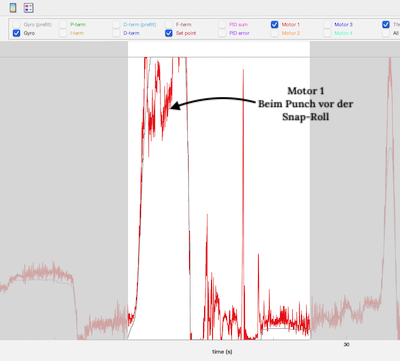 Gyro (prefilt) P-term D-term (prefilt) F-term PID sum Motor 1 Motor 3 Th
Gyro I-term D-term Set point PID error Motor 2 Motor 4 All
Motor 1
Beim Punch vor der
Snap-Roll
30
time (s)